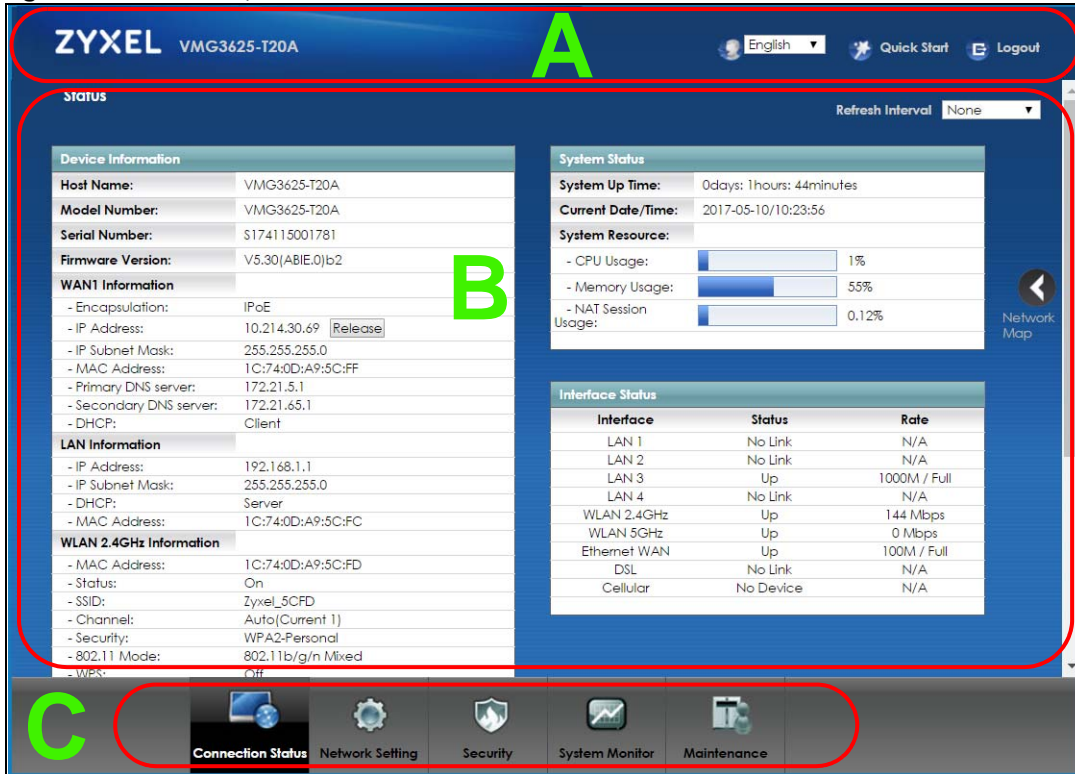 ZYXEL VMG3625-T20A
A
English
Quick Start
Logout
Status
Refresh Interval None
B
Device Information
Host Name: VMG3625-T20A
Model Number: VMG3625-T20A
Serial Number: S174115001781
Firmware Version: V5.30(ABIE.0)b2
WAN1 Information
- Encapsulation: IPoE
- IP Address: 10.214.30.69 Release
- IP Subnet Mask: 255.255.255.0
- MAC Address: 1C:74:0D:A9:5C:FF
- Primary DNS server: 172.21.5.1
- Secondary DNS server: 172.21.65.1
- DHCP: Client
LAN Information
- IP Address: 192.168.1.1
- IP Subnet Mask: 255.255.255.0
- DHCP: Server
- MAC Address: 1C:74:0D:A9:5C:FC
WLAN 2.4GHz Information
- MAC Address: 1C:74:0D:A9:5C:FD
- Status: On
- SSID: Zyxel_5CFD
- Channel: Auto(Current 1)
- Security: WPA2-Personal
- 802.11 Mode: 802.11b/g/n Mixed
- WPS: Off
System Status
System Up Time: 0days: 1hours: 44minutes
Current Date/Time: 2017-05-10/10:23:56
System Resource:
- CPU Usage: 1%
- Memory Usage: 55%
- NAT Session
Usage: 0.12%
Interface Status
Interface Status Rate
LAN 1 No Link N/A
LAN 2 No Link N/A
LAN 3 Up 1000M / Full
LAN 4 No Link N/A
WLAN 2.4GHz Up 144 Mbps
WLAN 5GHz Up 0 Mbps
Ethernet WAN Up 100M / Full
DSL No Link N/A
Cellular No Device N/A
Network
Map
C
Connection Status
Network Setting
Security
System Monitor
Maintenance